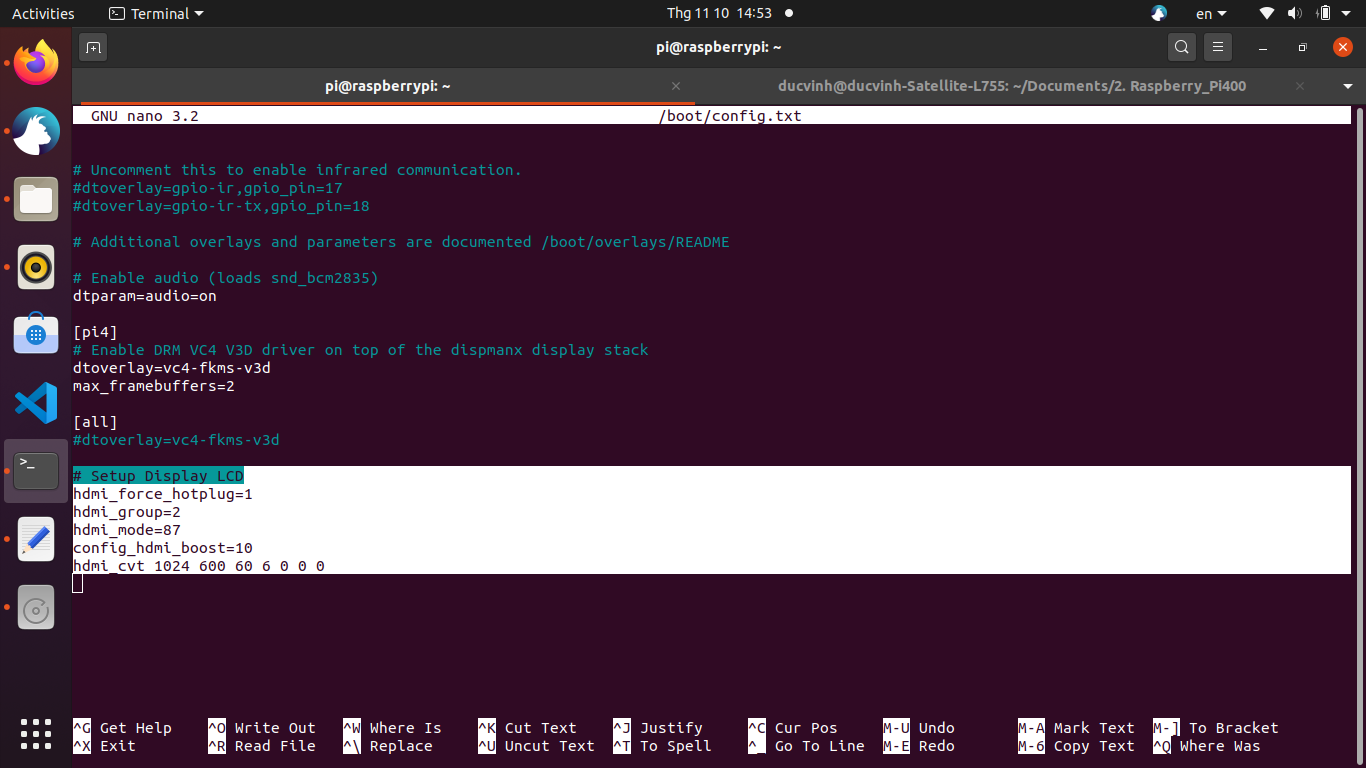 Activities
Terminal
Thg 11 10 14:53
en
pi@raspberrypi: ~
pi@raspberrypi: ~
ducvinh@ducvinh-Satellite-L755: ~/Documents/2. Raspberry_Pi400
GNU nano 3.2
/boot/config.txt
# Uncomment this to enable infrared communication.
#dtoverlay=gpio-ir,gpio_pin=17
#dtoverlay=gpio-ir-tx,gpio_pin=18
# Additional overlays and parameters are documented /boot/overlays/README
# Enable audio (loads snd_bcm2835)
dtparam=audio=on
[pi4]
# Enable DRM VC4 V3D driver on top of the dispmanx display stack
dtoverlay=vc4-fkms-v3d
max_framebuffers=2
[all]
#dtoverlay=vc4-fkms-v3d
# Setup Display LCD
hdmi_force_hotplug=1
hdmi_group=2
hdmi_mode=87
config_hdmi_boost=10
hdmi_cvt 1024 600 60 6 0 0 0
^G Get Help ^O Write Out ^W Where Is ^K Cut Text ^J Justify ^C Cur Pos M-U Undo M-A Mark Text M-] To Bracket
^X Exit ^R Read File ^\ Replace ^U Uncut Text ^T To Spell ^_ Go To Line M-E Redo M-6 Copy Text ^Q Where Was